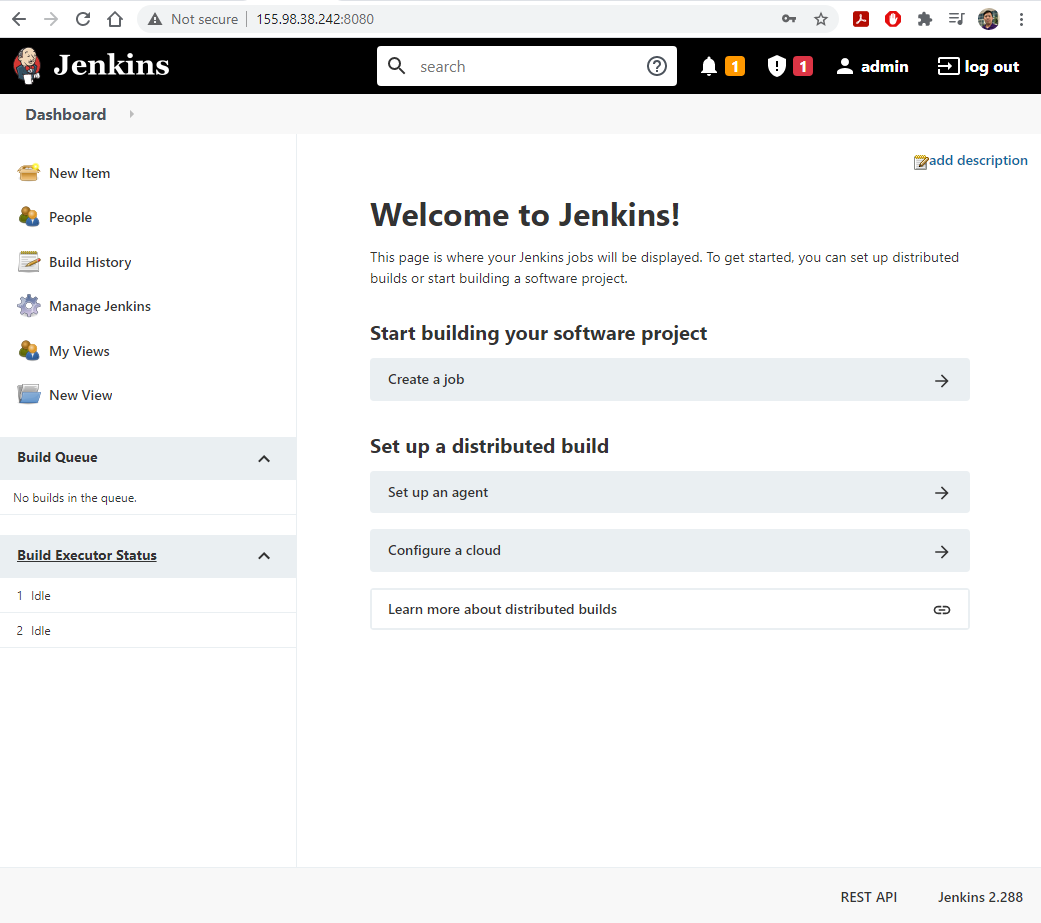 Not secure | 155.98.38.242:8080
Jenkins
search
1
1
admin
log out
Dashboard
New Item
People
Build History
Manage Jenkins
My Views
New View
Build Queue
No builds in the queue.
Build Executor Status
1 Idle
2 Idle
add description
Welcome to Jenkins!
This page is where your Jenkins jobs will be displayed. To get started, you can set up distributed
builds or start building a software project.
Start building your software project
Create a job
Set up a distributed build
Set up an agent
Configure a cloud
Learn more about distributed builds
REST API
Jenkins 2.288